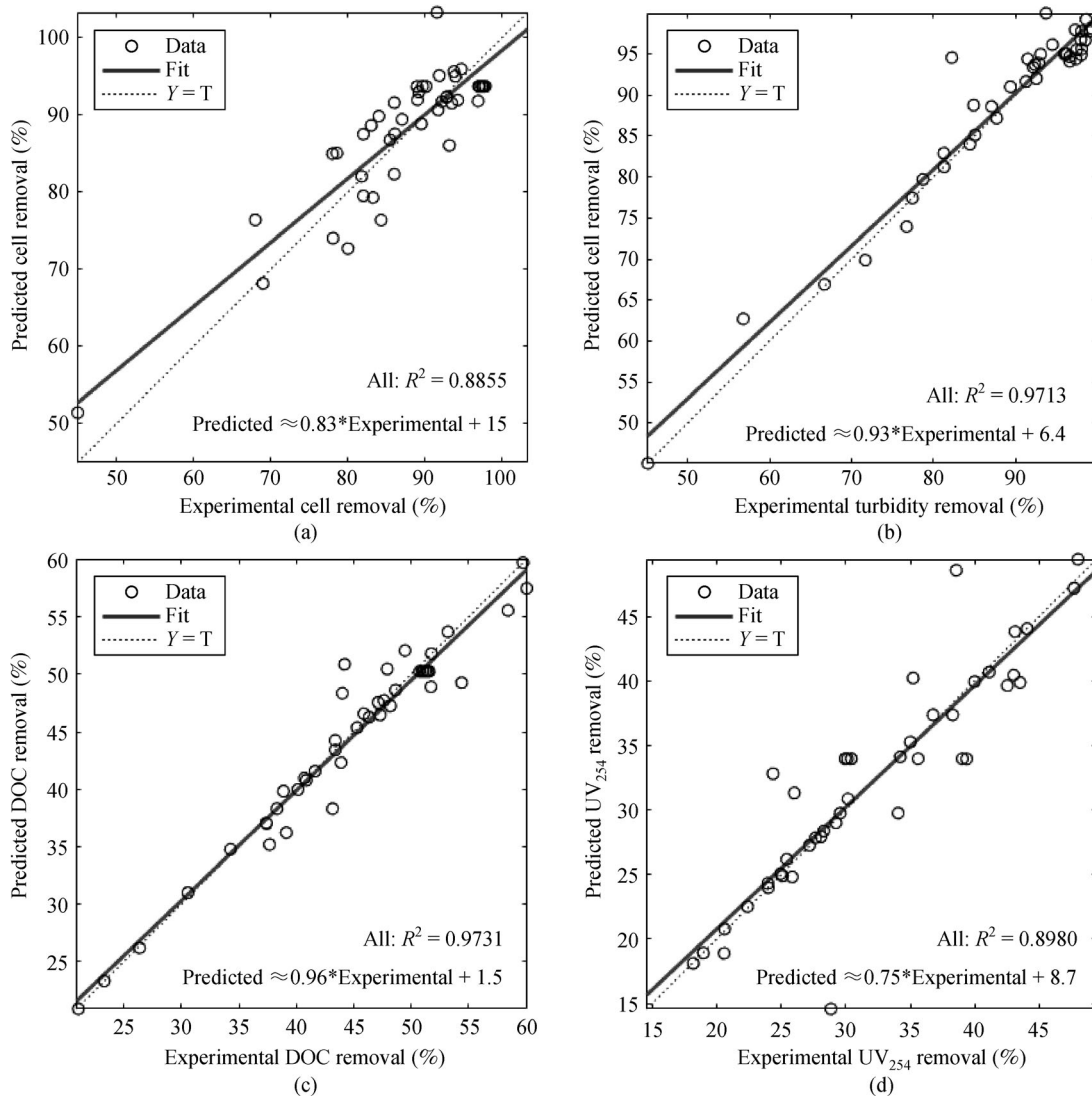 100
90
80
70
60
50
Predicted cell removal (%)
Data
Fit
Y = T
All: R² = 0.8855
Predicted ≈0.83*Experimental + 15
50 60 70 80 90 100
Experimental cell removal (%)
(a)
95
90
85
80
75
70
65
60
55
50
Predicted cell removal (%)
Data
Fit
Y = T
All: R² = 0.9713
Predicted ≈0.93*Experimental + 6.4
50 60 70 80 90
Experimental turbidity removal (%)
(b)
60
55
50
45
40
35
30
25
Predicted DOC removal (%)
Data
Fit
Y = T
All: R² = 0.9731
Predicted ≈0.96*Experimental + 1.5
25 30 35 40 45 50 55 60
Experimental DOC removal (%)
(c)
45
40
35
30
25
20
15
Predicted UV₂₅₄ removal (%)
Data
Fit
Y = T
All: R² = 0.8980
Predicted ≈0.75*Experimental + 8.7
15 20 25 30 35 40 45
Experimental UV₂₅₄ removal (%)
(d)